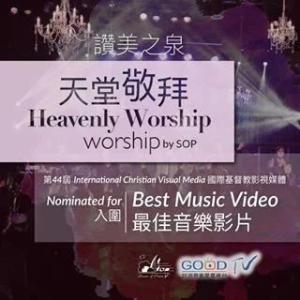 讚美之泉
天堂敬拜
Heavenly Worship
worship by SOP
第44屆 International Christian Visual Media 國際基督教影視媒體
Nominated for Best Music Video
入圍 最佳音樂影片
GOOD TV